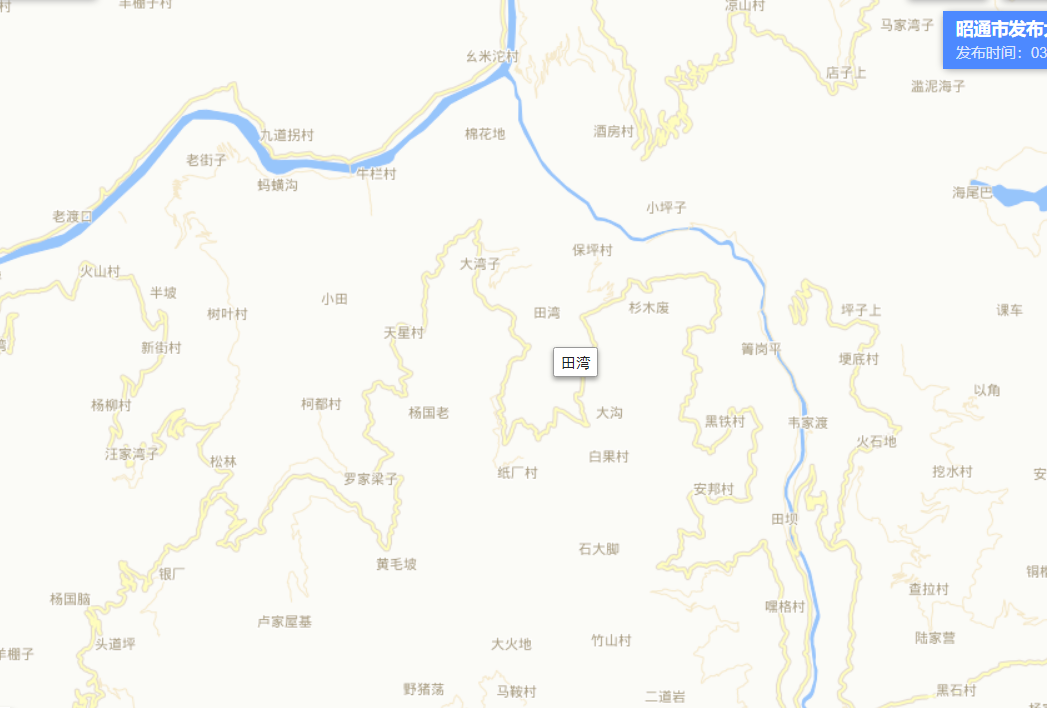 羊棚子村
凉山村
马家湾子
昭通市发布
发布时间：03
幺米沱村
店子上
滥泥海子
九道拐村
棉花地
酒房村
老街子
牛栏村
蚂蟥沟
海尾巴
老渡口
小坪子
保坪村
大湾子
火山村
半坡
小田
树叶村
田湾
杉木废
坪子上
课车
天星村
新街村
箐岗平
埂底村
田湾
以角
杨柳村
柯都村
杨国老
大沟
黑铁村
韦家渡
火石地
汪家湾子
松林
白果村
罗家梁子
纸厂村
挖水村
安
安邦村
田坝
石大脚
黄毛坡
银厂
查拉村
杨国脑
嘿格村
卢家屋基
头道坪
大火地
竹山村
陆家营
羊棚子
野猪荡
马鞍村
二道岩
黑石村